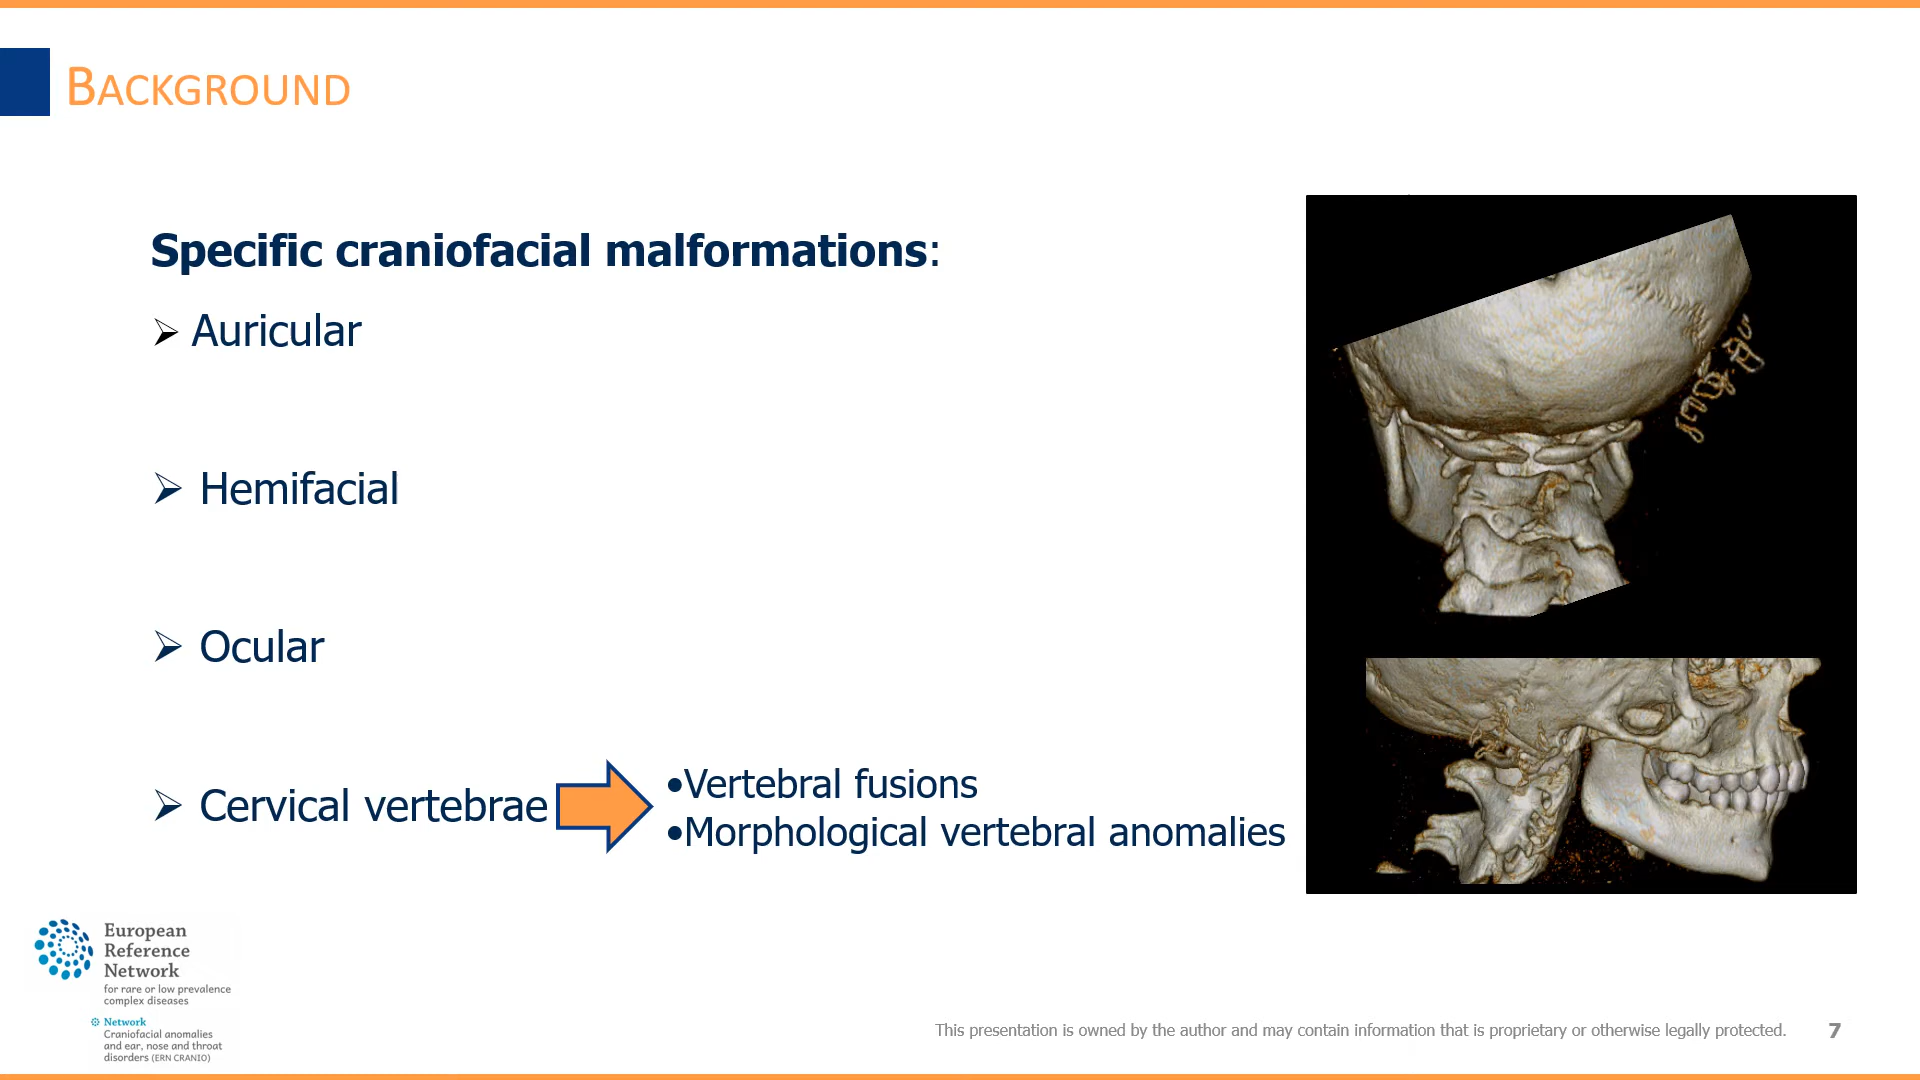 BACKGROUND
Specific craniofacial malformations:
➢ Auricular
➢ Hemifacial
➢ Ocular
➢ Cervical vertebrae
•Vertebral fusions
•Morphological vertebral anomalies
European
Reference
Network
for rare or low prevalence
complex diseases
Network
Craniofacial anomalies
and ear, nose and throat
disorders (ERN CRANIO)
This presentation is owned by the author and may contain information that is proprietary or otherwise legally protected.
7